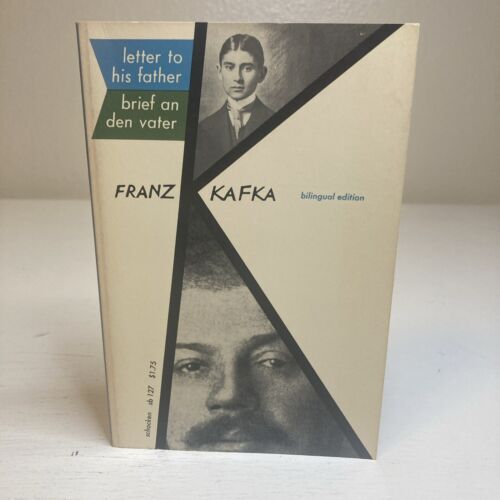 letter to
his father
brief an
den vater
FRANZ KAFKA
bilingual edition
schocken sb 127 $1.75